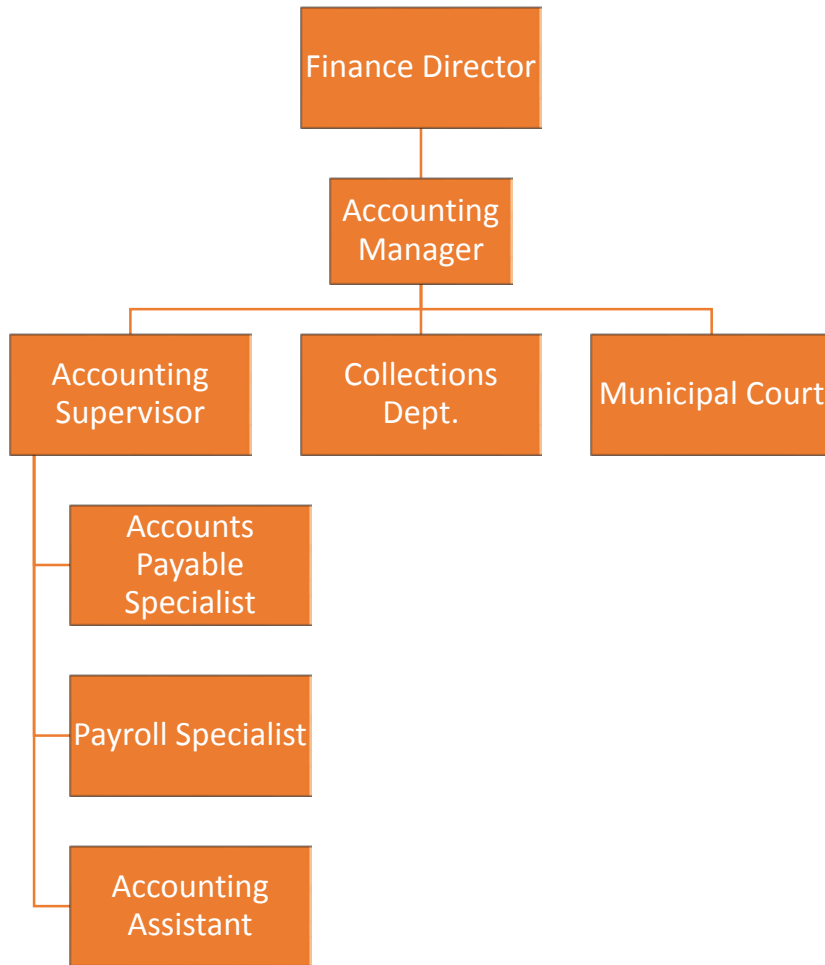 Finance Director
Accounting
Manager
Accounting
Supervisor
Collections
Dept.
Municipal Court
Accounts
Payable
Specialist
Payroll Specialist
Accounting
Assistant